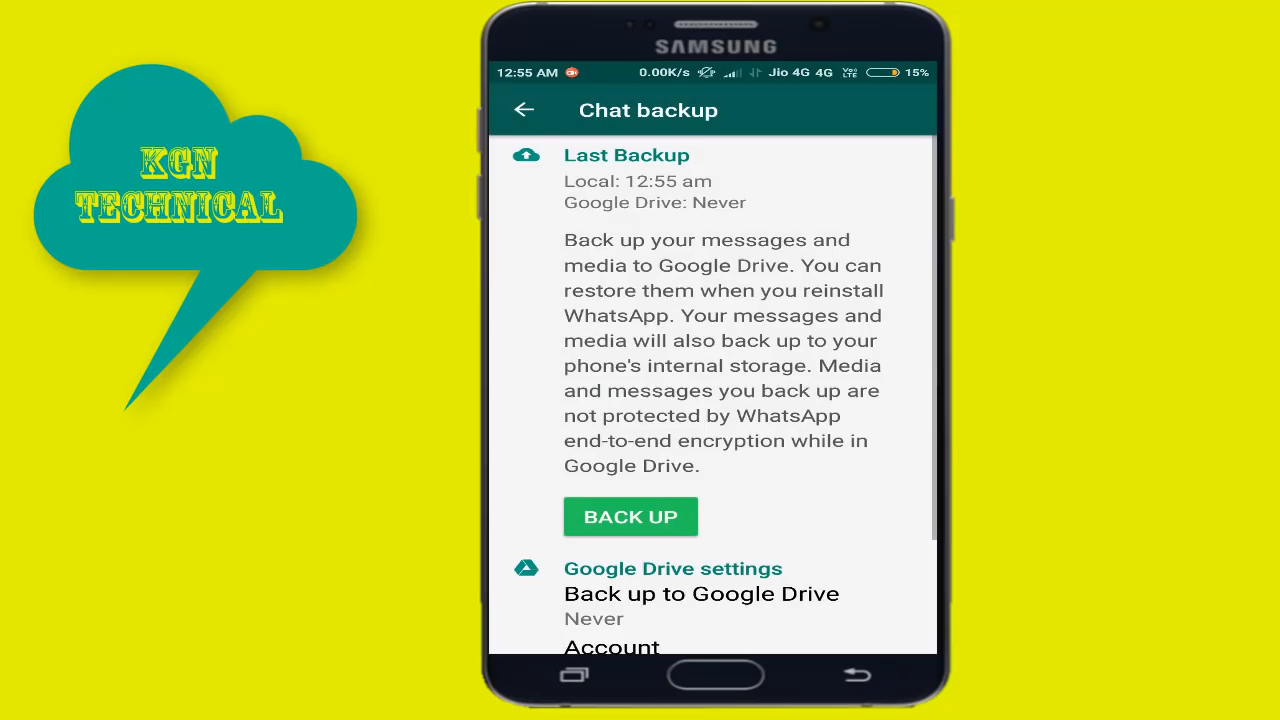 KGN
TECHNICAL
SAMSUNG
12:55 AM 0.00K/s Jio 4G 4G Vo) LTE 15%
Chat backup
Last Backup
Local: 12:55 am
Google Drive: Never
Back up your messages and
media to Google Drive. You can
restore them when you reinstall
WhatsApp. Your messages and
media will also back up to your
phone's internal storage. Media
and messages you back up are
not protected by WhatsApp
end-to-end encryption while in
Google Drive.
BACK UP
Google Drive settings
Back up to Google Drive
Never
Account